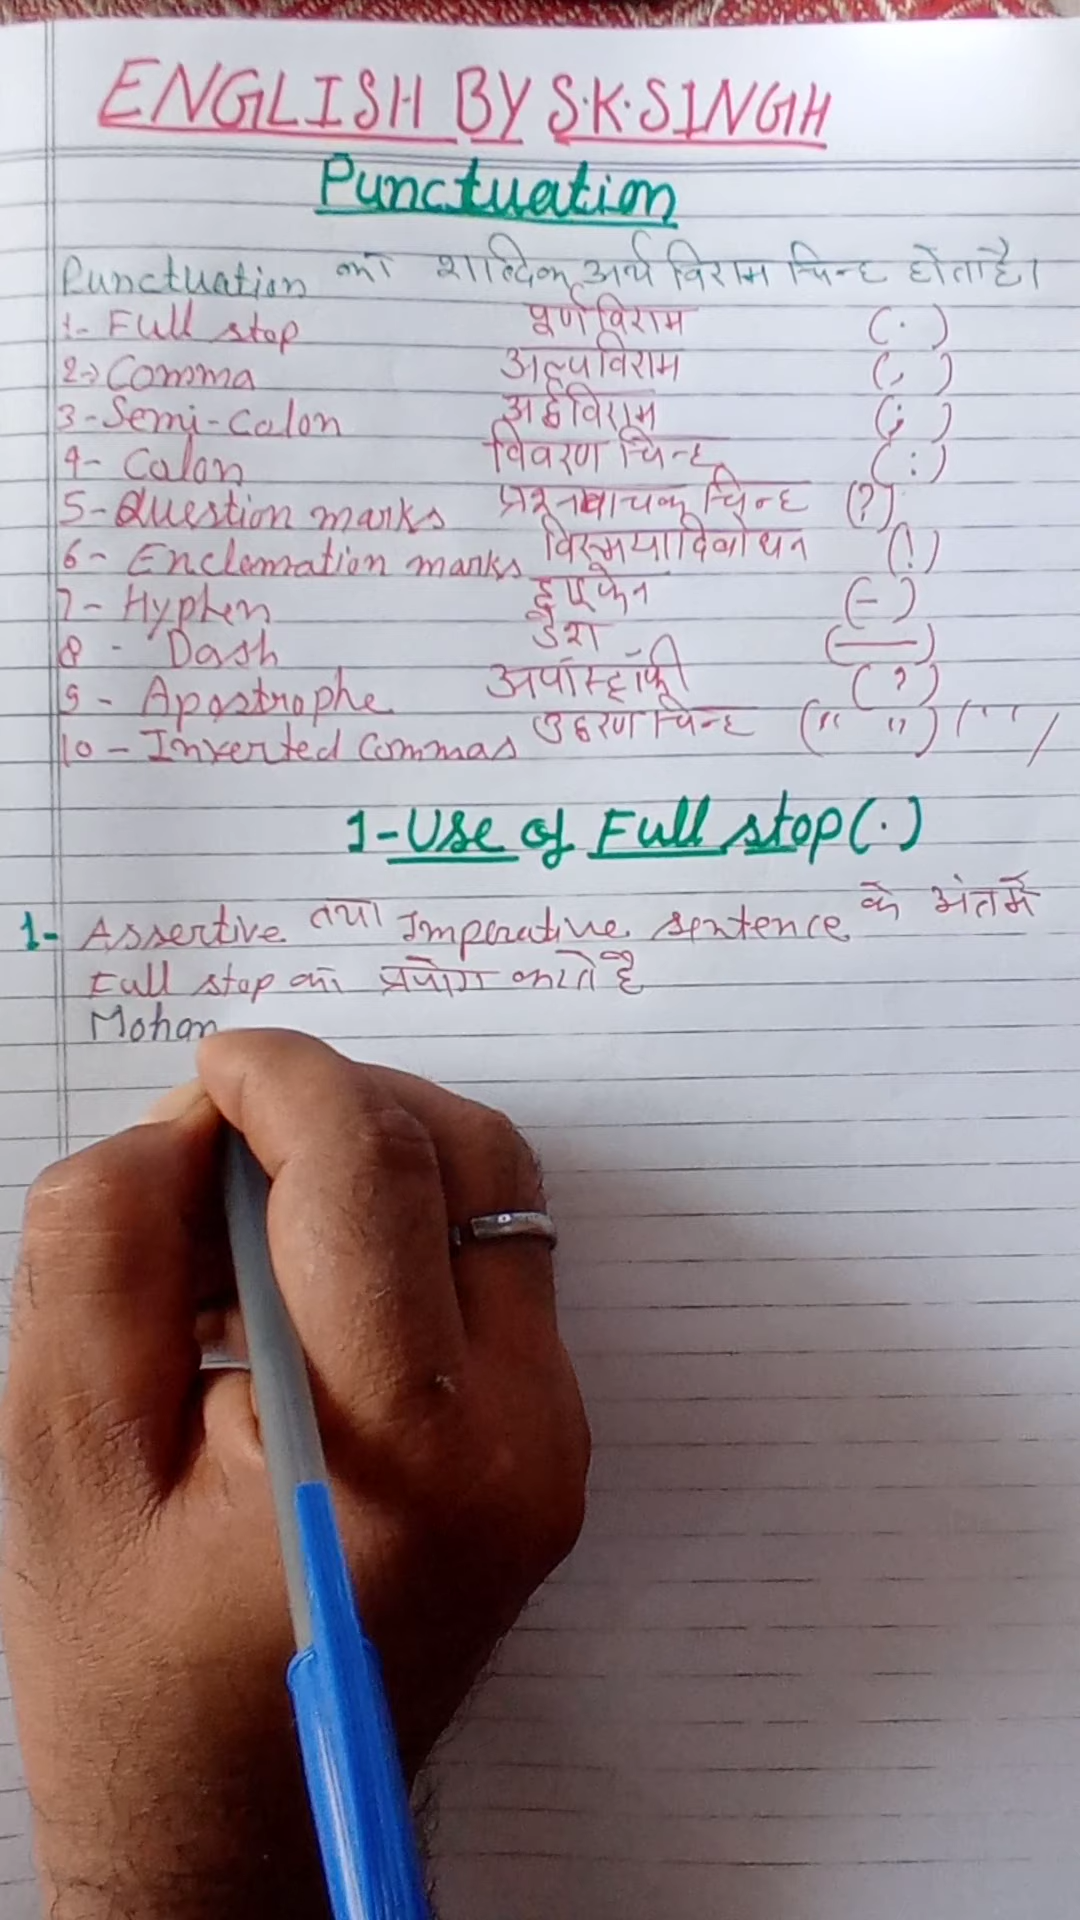 ENGLISH BY S.K.SINGH
Punctuation
Punctuation का शाब्दिक अर्थ विराम चिन्ह होता है।
1- Full stop पूर्ण विराम (.)
2→ Comma अल्पविराम (,)
3- Semi-Colon अर्द्धविराम (;)
4- Colon विवरण चिन्ह (:)
5- Question marks प्रश्नवाचक चिन्ह (?)
6- Enclamation marks विस्मयादिबोधन (!)
7- Hyphen हाइफेन (-)
8 - Dash डैश (—)
9 - Apostrophe अपॉस्ट्रॉफी (’)
10 - Inverted Commas उद्धरण चिन्ह (“ ”) (‘ ’)
1- Use of Full stop (.)
1- Assertive तथा Imperative sentence के अंत में
Full stop का प्रयोग करते है
Mohan